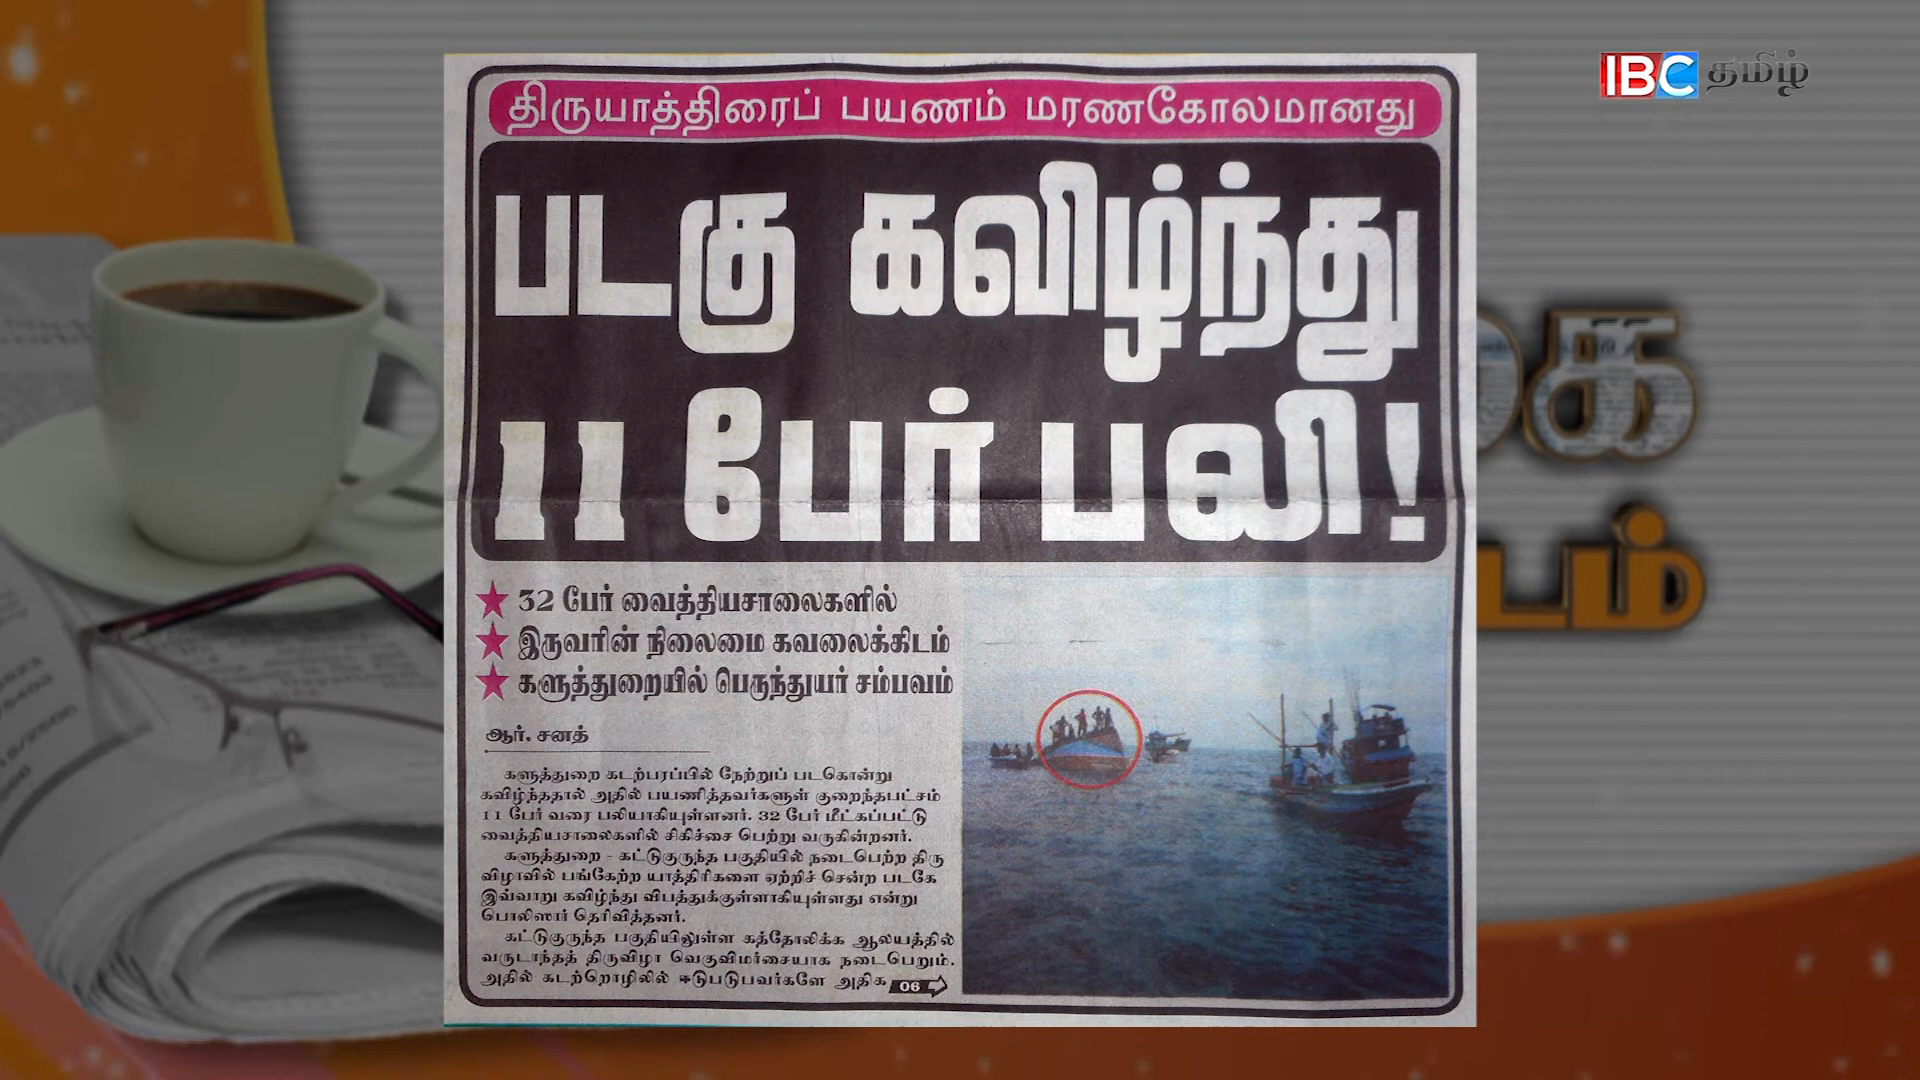 IBC தமிழ்
திருயாத்திரைப் பயணம் மரணகோலமானது
படகு கவிழ்ந்து
11 பேர் பலி!
★ 32 பேர் வைத்தியசாலைகளில்
★ இருவரின் நிலைமை கவலைக்கிடம்
★ களுத்துறையில் பெருந்துயர் சம்பவம்
ஆர். சனத்
களுத்துறை கடற்பரப்பில் நேற்றுப் படகொன்று
கவிழ்ந்ததால் அதில் பயணித்தவர்களுள் குறைந்தபட்சம்
11 பேர் வரை பலியாகியுள்ளனர். 32 பேர் மீட்கப்பட்டு
வைத்தியசாலைகளில் சிகிச்சை பெற்று வருகின்றனர்.
களுத்துறை - கட்டுகுருந்த பகுதியில் நடைபெற்ற திரு
விழாவில் பங்கேற்ற யாத்திரிகளை ஏற்றிச் சென்ற படகே
இவ்வாறு கவிழ்ந்து விபத்துக்குள்ளாகியுள்ளது என்று
பொலிஸார் தெரிவித்தனர்.
கட்டுகுருந்த பகுதியிலுள்ள கத்தோலிக்க ஆலயத்தில்
வருடாந்தத் திருவிழா வெகுவிமர்சையாக நடைபெறும்.
அதில் கடற்றொழிலில் ஈடுபடுபவர்களே அதிக 06